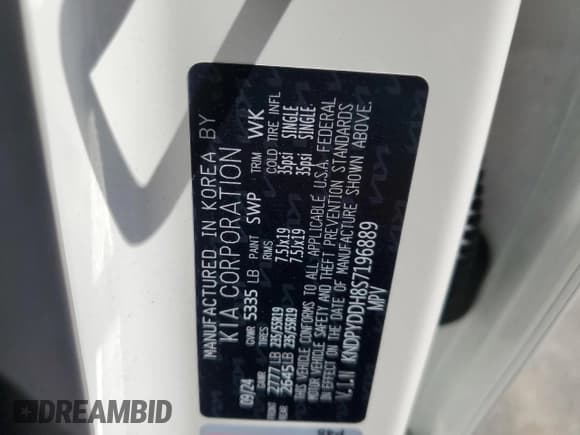 MANUFACTURED IN KOREA BY
KIA CORPORATION
GVWR 5335 LB PAINT SWP TRIM WK
09/24 GAWR TIRES RIMS COLD TIRE INFL
2777 LB 235/55R19 7.5Jx19 35psi SINGLE
2645 LB 235/55R19 7.5Jx19 35psi SINGLE
THIS VEHICLE CONFORMS TO ALL APPLICABLE U.S.A. FEDERAL
MOTOR VEHICLE SAFETY AND THEFT PREVENTION STANDARDS
IN EFFECT ON THE DATE OF MANUFACTURE SHOWN ABOVE.
V.I.N KNDPYDDH8S7196889
MPV
DREAMBID